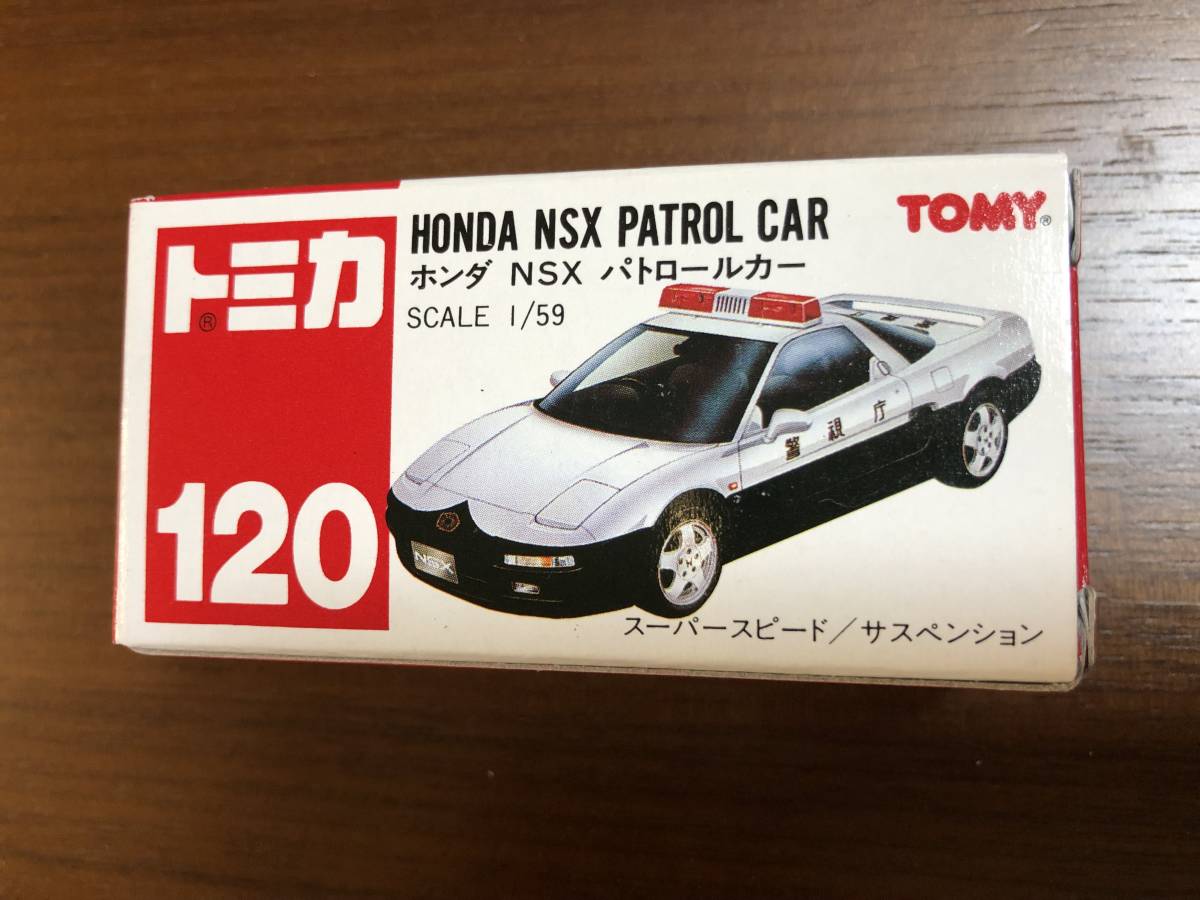 トミカ®
120
HONDA NSX PATROL CAR
ホンダ NSX パトロールカー
SCALE 1/59
TOMY®
警視庁
NSX
スーパースピード/サスペンション